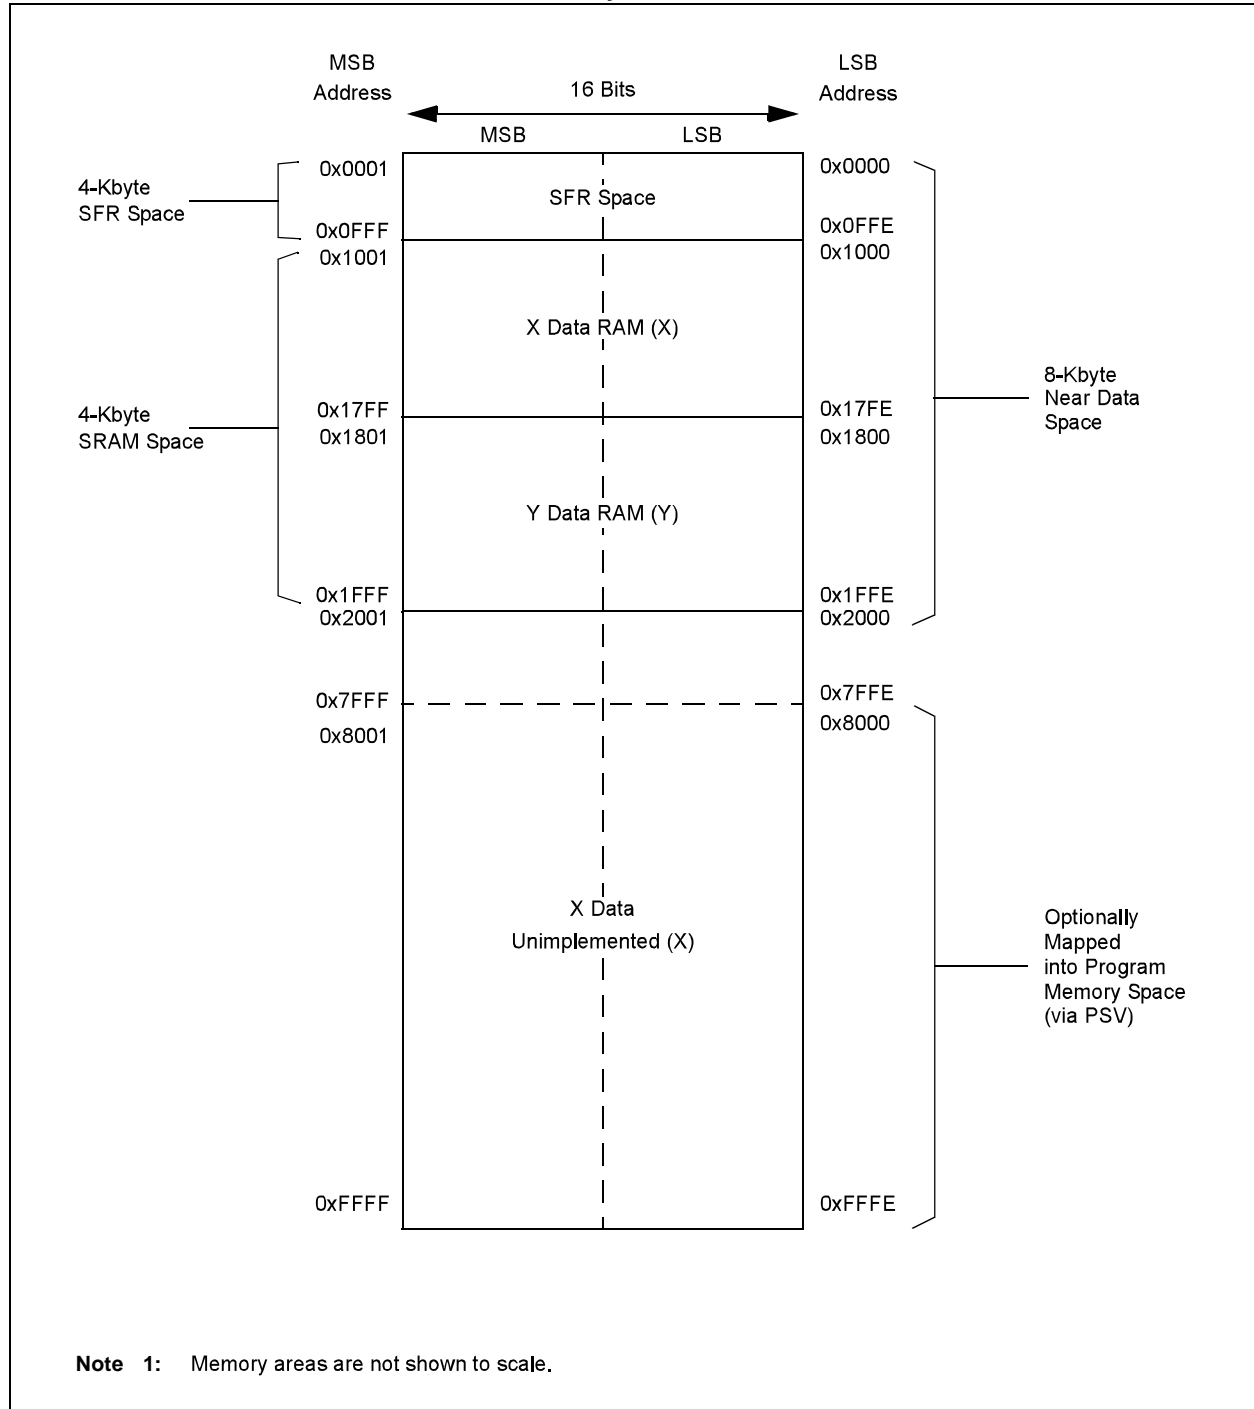 MSB
Address
LSB
Address
16 Bits
MSB
LSB
4-Kbyte
SFR Space
0x0001
SFR Space
0x0000
0x0FFF
0x0FFE
0x1001
0x1000
X Data RAM (X)
4-Kbyte
SRAM Space
0x17FF
0x17FE
0x1801
0x1800
8-Kbyte
Near Data
Space
Y Data RAM (Y)
0x1FFF
0x1FFE
0x2001
0x2000
0x7FFF
0x7FFE
0x8001
0x8000
X Data
Unimplemented (X)
Optionally
Mapped
into Program
Memory Space
(via PSV)
0xFFFF
0xFFFE
Note 1: Memory areas are not shown to scale.